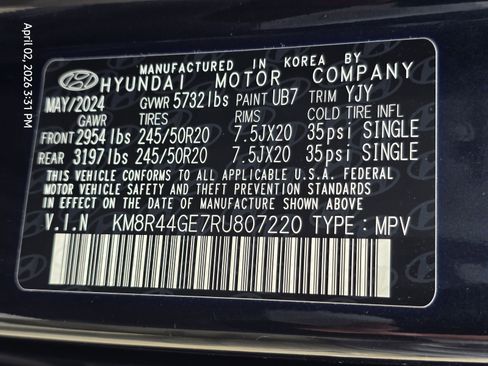 April 02, 2026 3:31 PM
MANUFACTURED IN KOREA BY
HYUNDAI MOTOR COMPANY
MAY/2024 GVWR 5732lbs PAINT UB7 TRIM YJY
GAWR TIRES RIMS COLD TIRE INFL
FRONT 2954lbs 245/50R20 7.5JX20 35psi SINGLE
REAR 3197lbs 245/50R20 7.5JX20 35psi SINGLE
THIS VEHICLE CONFORMS TO ALL APPLICABLE U.S.A. FEDERAL
MOTOR VEHICLE SAFETY AND THEFT PREVENTION STANDARDS
IN EFFECT ON THE DATE OF MANUFACTURE SHOWN ABOVE.
V.I.N KM8R44GE7RU807220 TYPE : MPV